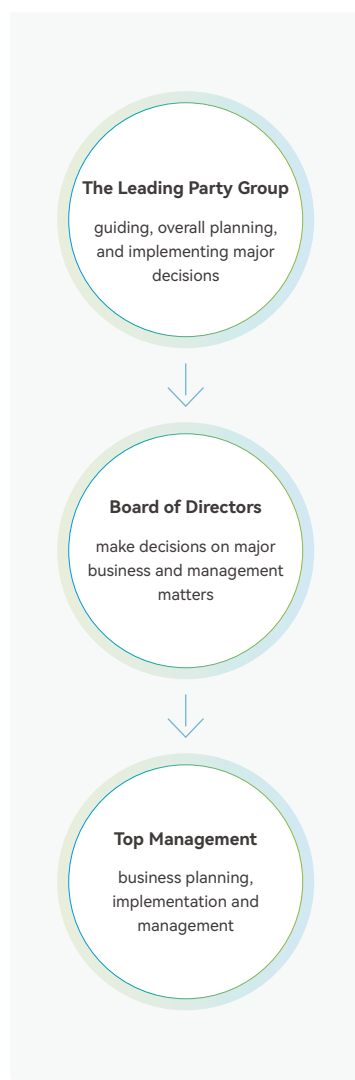 The Leading Party Group
guiding, overall planning,
and implementing major
decisions
Board of Directors
make decisions on major
business and management
matters
Top Management
business planning,
implementation and
management